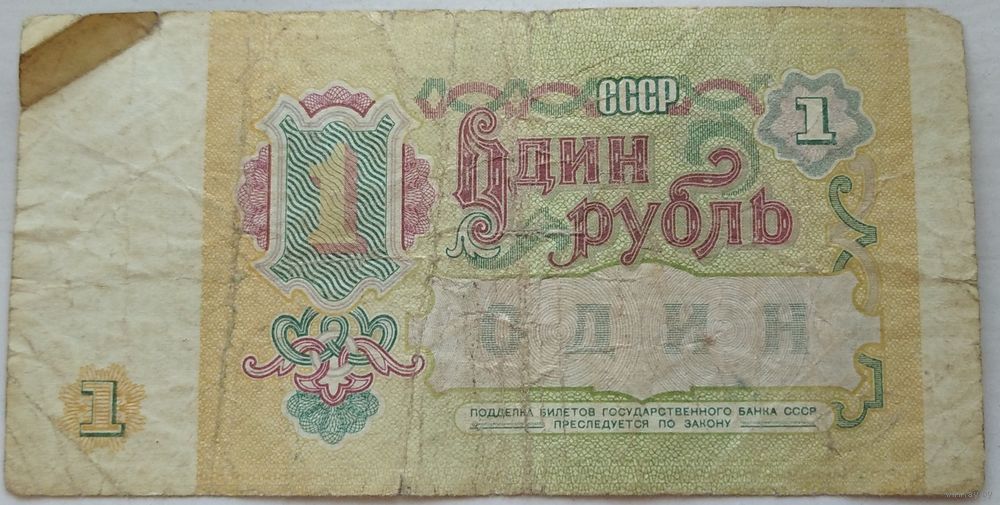 СССР
1
1
Один
рубль
ОДИН
1
ПОДДЕЛКА БИЛЕТОВ ГОСУДАРСТВЕННОГО БАНКА СССР
ПРЕСЛЕДУЕТСЯ ПО ЗАКОНУ